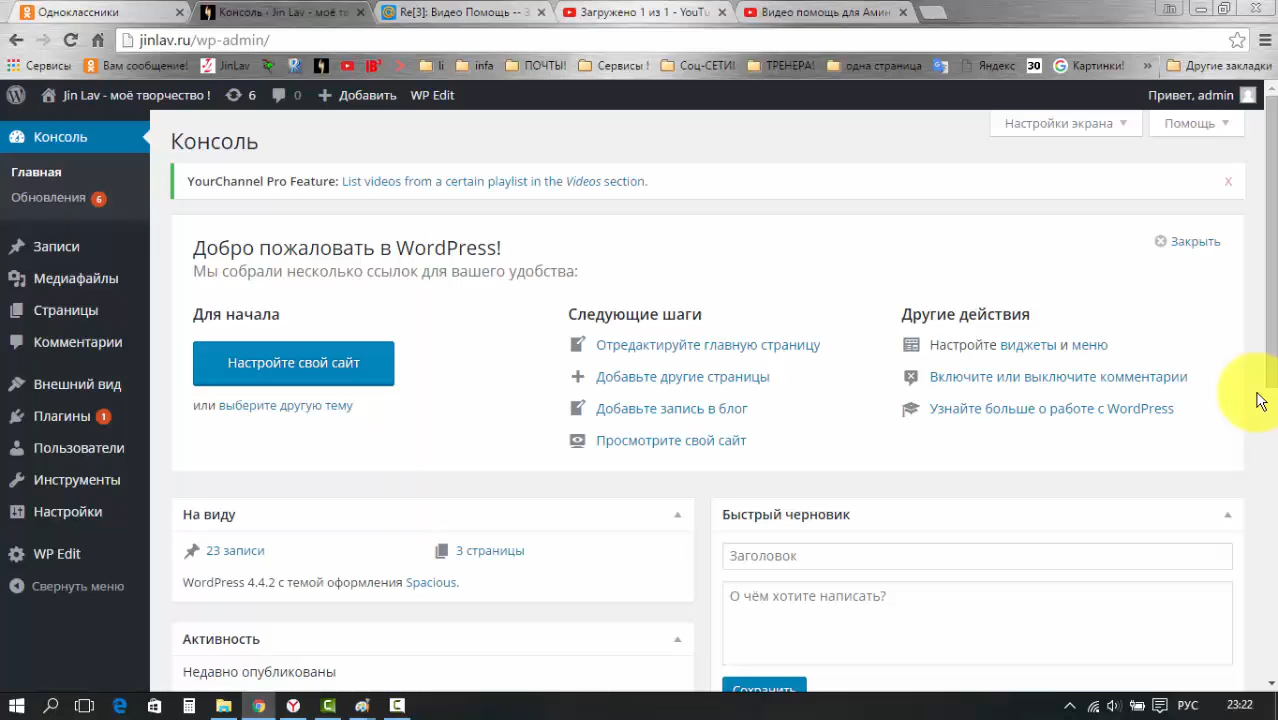 Одноклассники
Консоль ‹ Jin Lav - моё тв
Re[3]: Видео Помощь -- З
Загружено 1 из 1 - YouTu
Видео помощь для Амин
jinlav.ru/wp-admin/
Сервисы
Вам сообщение!
JinLav
li
infa
ПОЧТЫ!
Сервисы !
Соц-СЕТИ!
ТРЕНЕРА!
одна страница
Яндекс
30
Картинки!
»
Другие закладки
Jin Lav - моё творчество !
6
0
Добавить
WP Edit
Привет, admin
Консоль
Главная
Обновления 6
Записи
Медиафайлы
Страницы
Комментарии
Внешний вид
Плагины 1
Пользователи
Инструменты
Настройки
WP Edit
Свернуть меню
Настройки экрана
Помощь
Консоль
YourChannel Pro Feature: List videos from a certain playlist in the Videos section.
X
Добро пожаловать в WordPress!
Закрыть
Мы собрали несколько ссылок для вашего удобства:
Для начала
Настройте свой сайт
или выберите другую тему
Следующие шаги
Отредактируйте главную страницу
Добавьте другие страницы
Добавьте запись в блог
Просмотрите свой сайт
Другие действия
Настройте виджеты и меню
Включите или выключите комментарии
Узнайте больше о работе с WordPress
На виду
23 записи
3 страницы
WordPress 4.4.2 с темой оформления Spacious.
Активность
Недавно опубликованы
Быстрый черновик
Заголовок
О чём хотите написать?
Сохранить
РУС
23:22